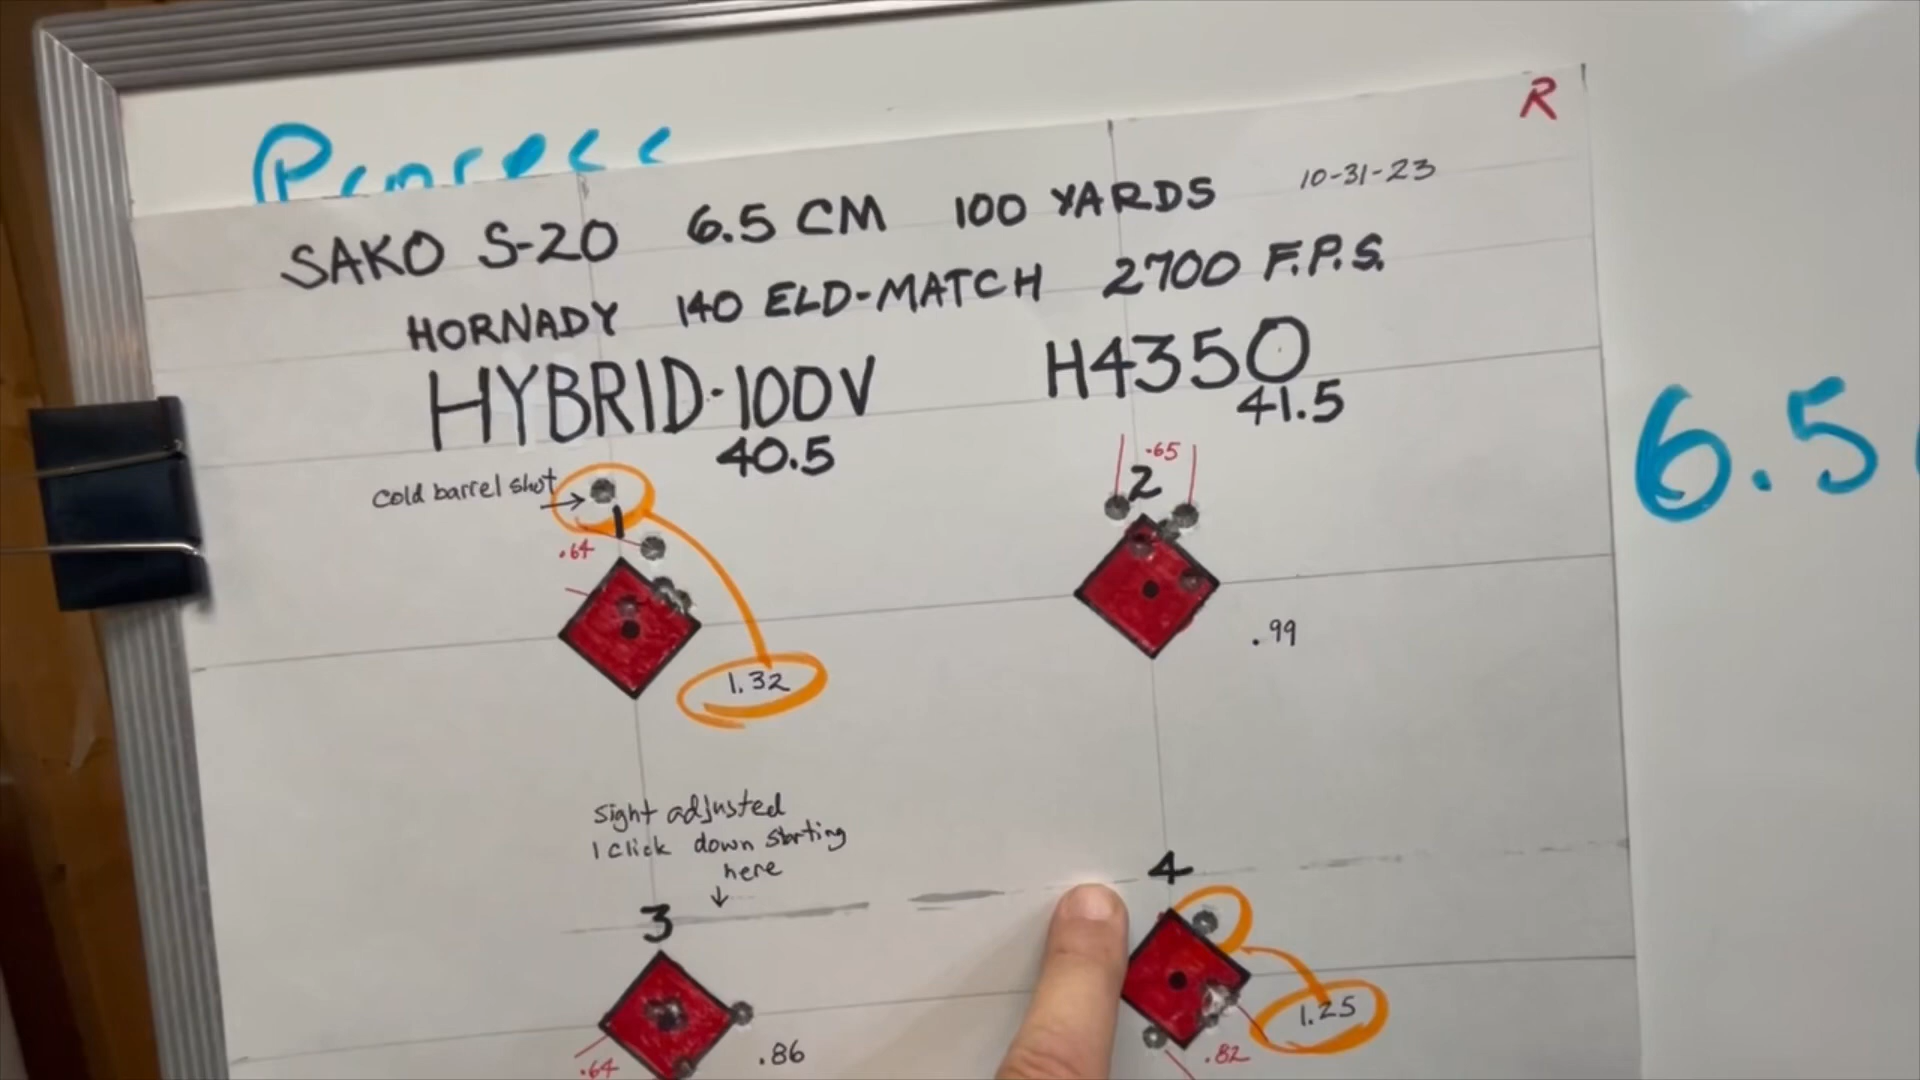 R
10-31-23
SAKO S-20 6.5 CM 100 YARDS
HORNADY 140 ELD-MATCH 2700 F.P.S.
HYBRID-100V H4350
40.5 41.5
cold barrel shot
1
.64
1.32
.65
2
.99
6.5
sight adjusted
1 click down starting
here
3
.64
.86
4
1.25
.82